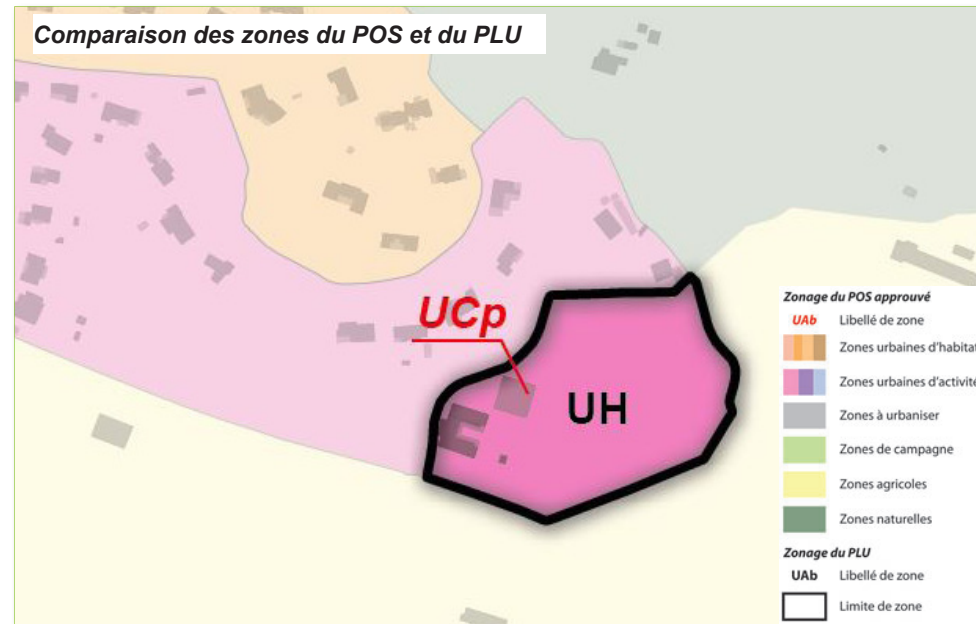 Comparaison des zones du POS et du PLU
UCp
UH
Zonage du POS approuvé
UAb Libellé de zone
Zones urbaines d'habitat
Zones urbaines d'activité
Zones à urbaniser
Zones de campagne
Zones agricoles
Zones naturelles
Zonage du PLU
UAb Libellé de zone
Limite de zone